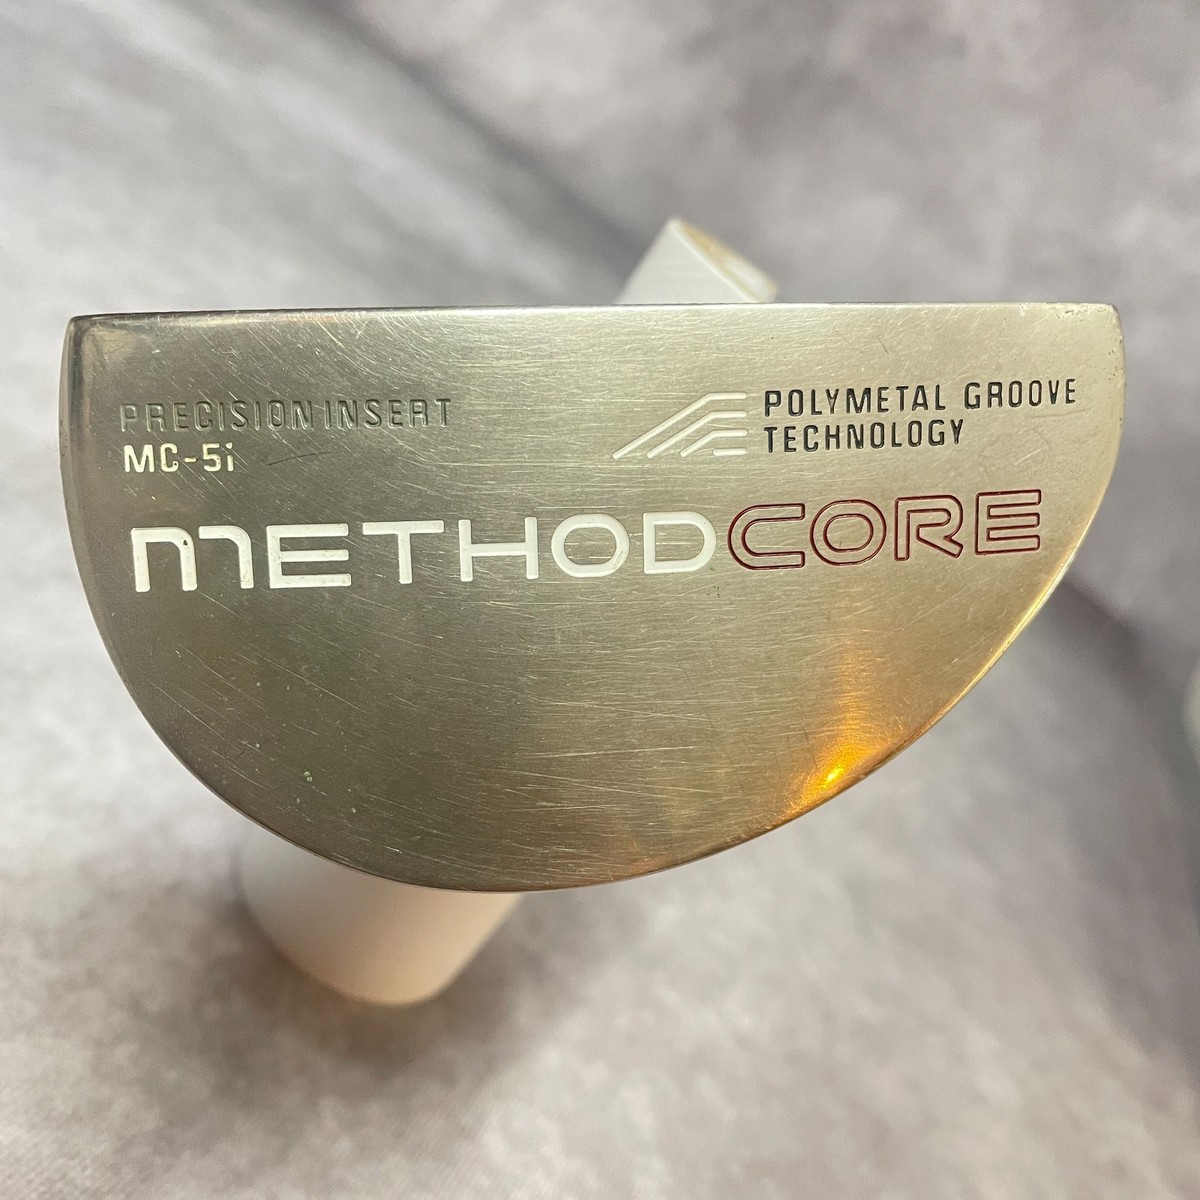 PRECISION INSERT
MC-5i
POLYMETAL GROOVE
TECHNOLOGY
METHODCORE